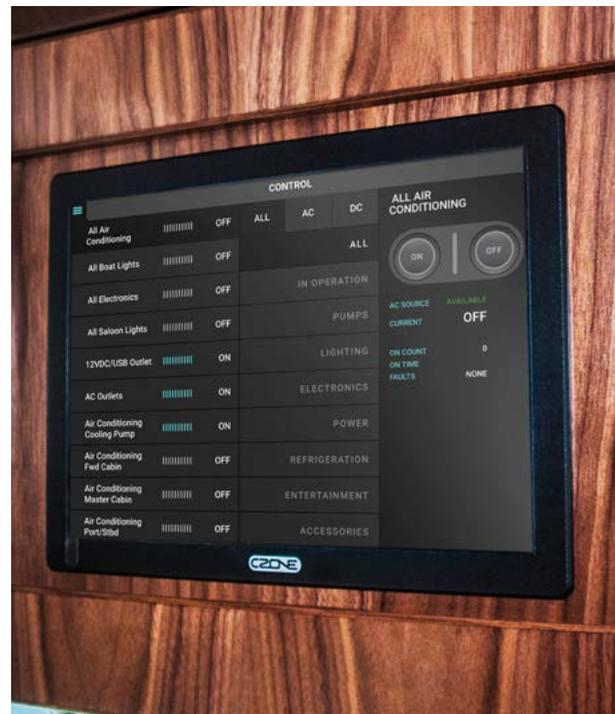 CONTROL
All Air
Conditioning
OFF
All Boat Lights
OFF
All Electronics
OFF
All Saloon Lights
OFF
12VDC/USB Outlet
ON
AC Outlets
ON
Air Conditioning
Cooling Pump
ON
Air Conditioning
Fwd Cabin
OFF
Air Conditioning
Master Cabin
OFF
Air Conditioning
Port/Stbd
OFF
ALL AC DC
ALL
IN OPERATION
PUMPS
LIGHTING
ELECTRONICS
POWER
REFRIGERATION
ENTERTAINMENT
ACCESSORIES
ALL AIR
CONDITIONING
ON OFF
AC SOURCE AVAILABLE
CURRENT OFF
ON COUNT 0
ON TIME
FAULTS NONE
CZONE